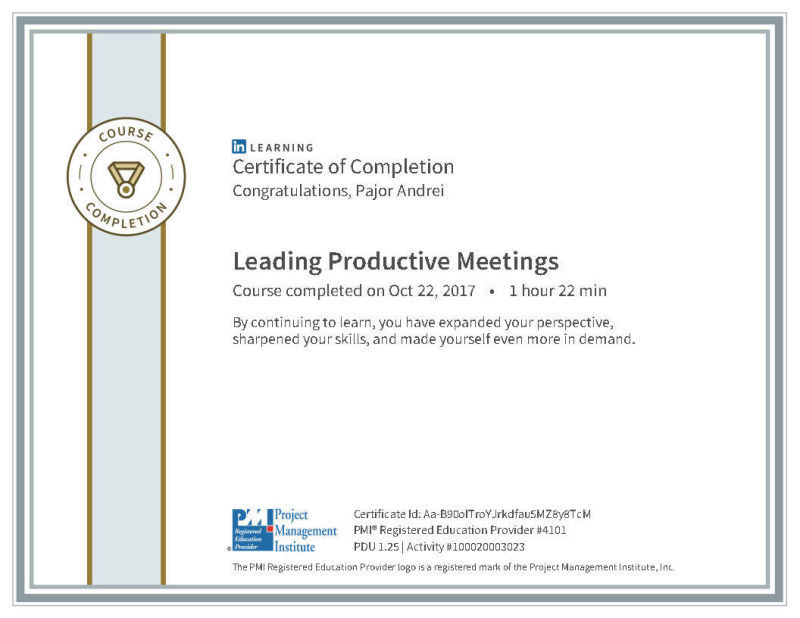 COURSE
COMPLETION
in LEARNING
Certificate of Completion
Congratulations, Pajor Andrei
Leading Productive Meetings
Course completed on Oct 22, 2017 • 1 hour 22 min
By continuing to learn, you have expanded your perspective,
sharpened your skills, and made yourself even more in demand.
PMI
Registered
Education
Provider
®
Project
Management
Institute
Certificate Id: Aa-B90olTroYJrkdfau5MZ8y8TcM
PMI® Registered Education Provider #4101
PDU 1.25 | Activity #100020003023
The PMI Registered Education Provider logo is a registered mark of the Project Management Institute, Inc.